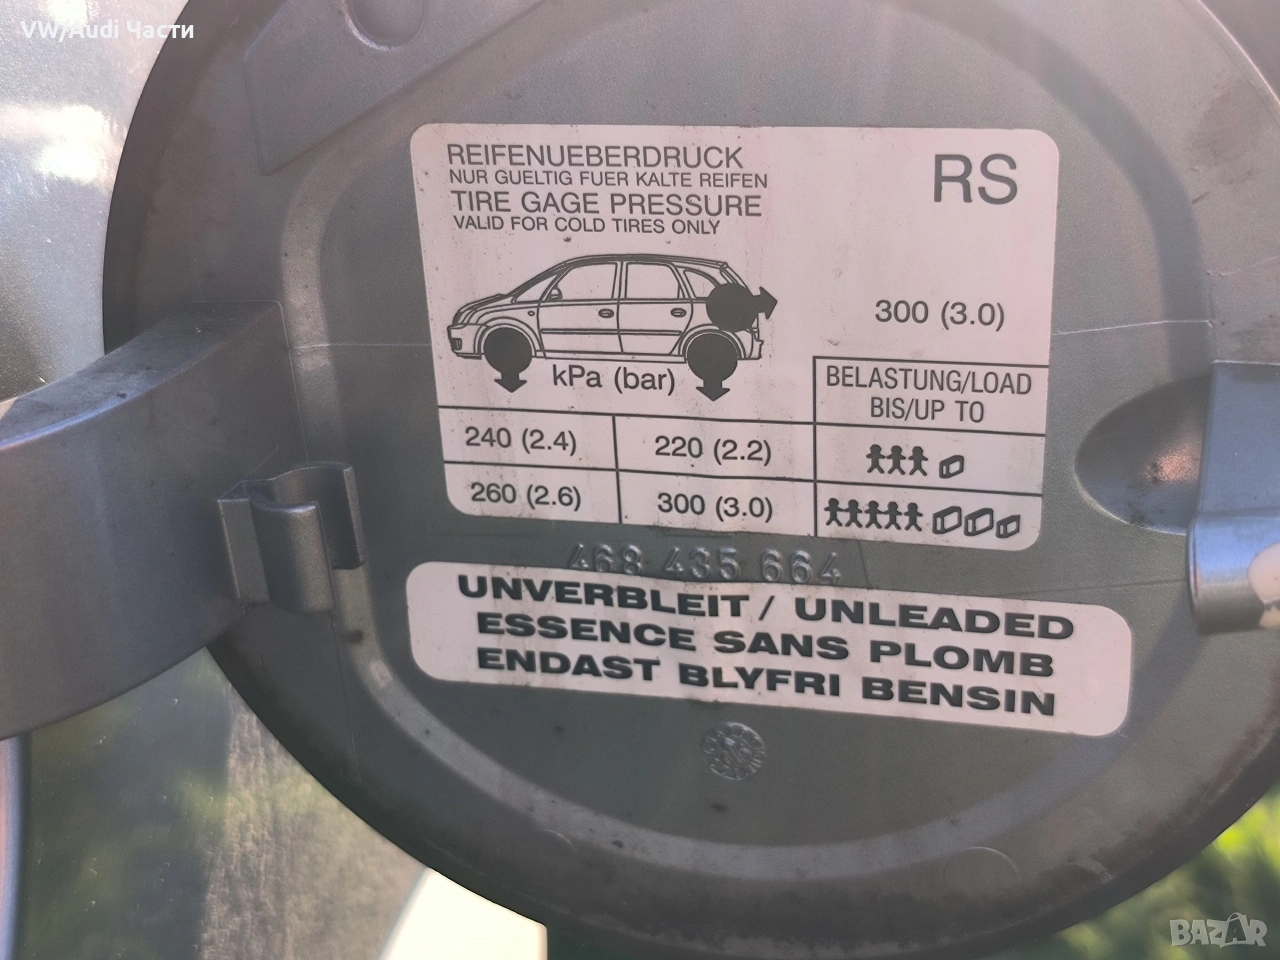 VW/Audi Части
REIFENUEBERDRUCK
NUR GUELTIG FUER KALTE REIFEN
TIRE GAGE PRESSURE
VALID FOR COLD TIRES ONLY
RS
300 (3.0)
kPa (bar)
BELASTUNG/LOAD
BIS/UP TO
240 (2.4) 220 (2.2)
260 (2.6) 300 (3.0)
468 435 664
UNVERBLEIT / UNLEADED
ESSENCE SANS PLOMB
ENDAST BLYFRI BENSIN
BAZAR